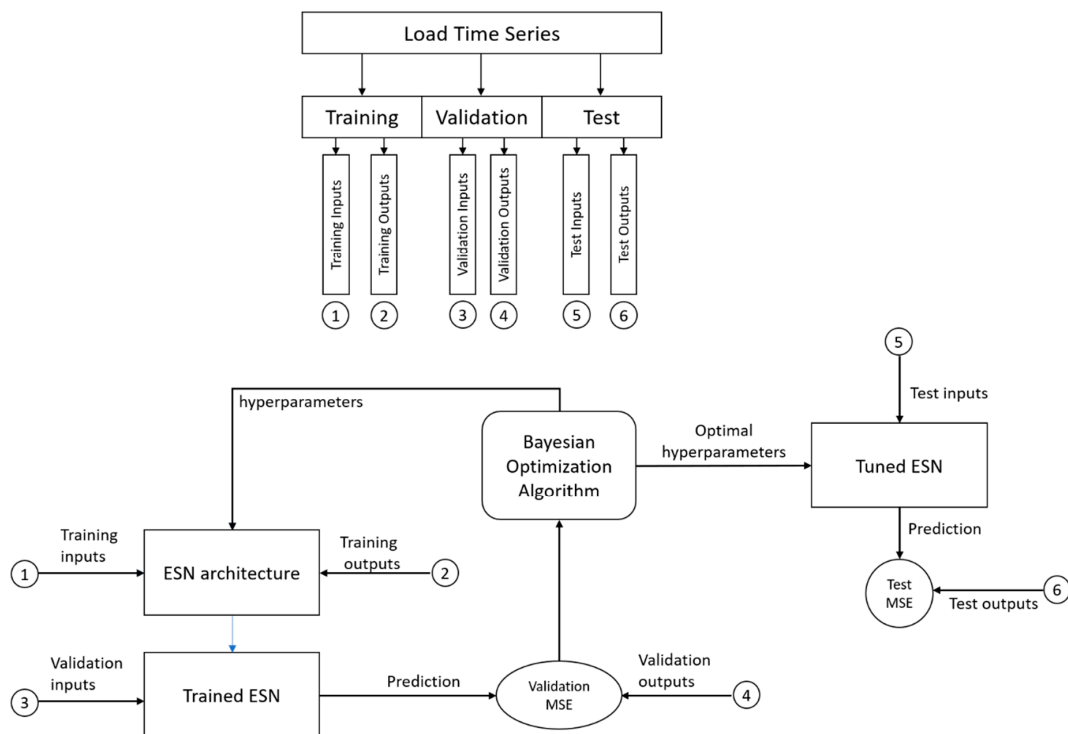 Load Time Series
Training
Validation
Test
Training Inputs
Training Outputs
Validation Inputs
Validation Outputs
Test Inputs
Test Outputs
1
2
3
4
5
6
5
Test inputs
hyperparameters
Bayesian
Optimization
Algorithm
Optimal
hyperparameters
Tuned ESN
Prediction
Training
inputs
1
ESN architecture
Training
outputs
2
Test
MSE
Test outputs
6
Validation
inputs
3
Trained ESN
Prediction
Validation
MSE
Validation
outputs
4